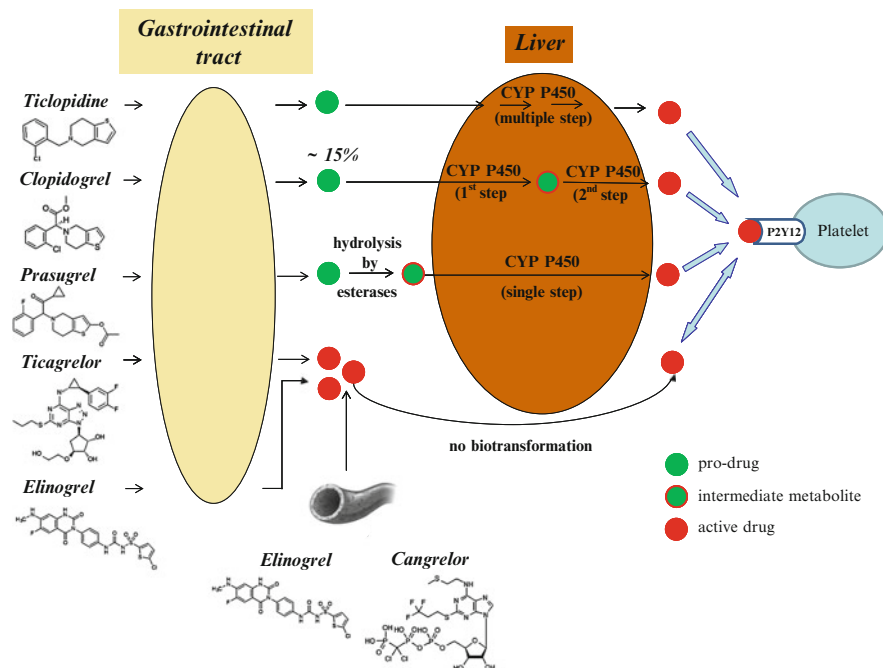 Gastrointestinal
tract
Liver
Ticlopidine
CYP P450
(multiple step)
~ 15%
Clopidogrel
CYP P450
(1st step
CYP P450
(2nd step
P2Y12
Platelet
hydrolysis
by
esterases
Prasugrel
CYP P450
(single step)
Ticagrelor
no biotransformation
Elinogrel
pro-drug
intermediate metabolite
active drug
Elinogrel
Cangrelor